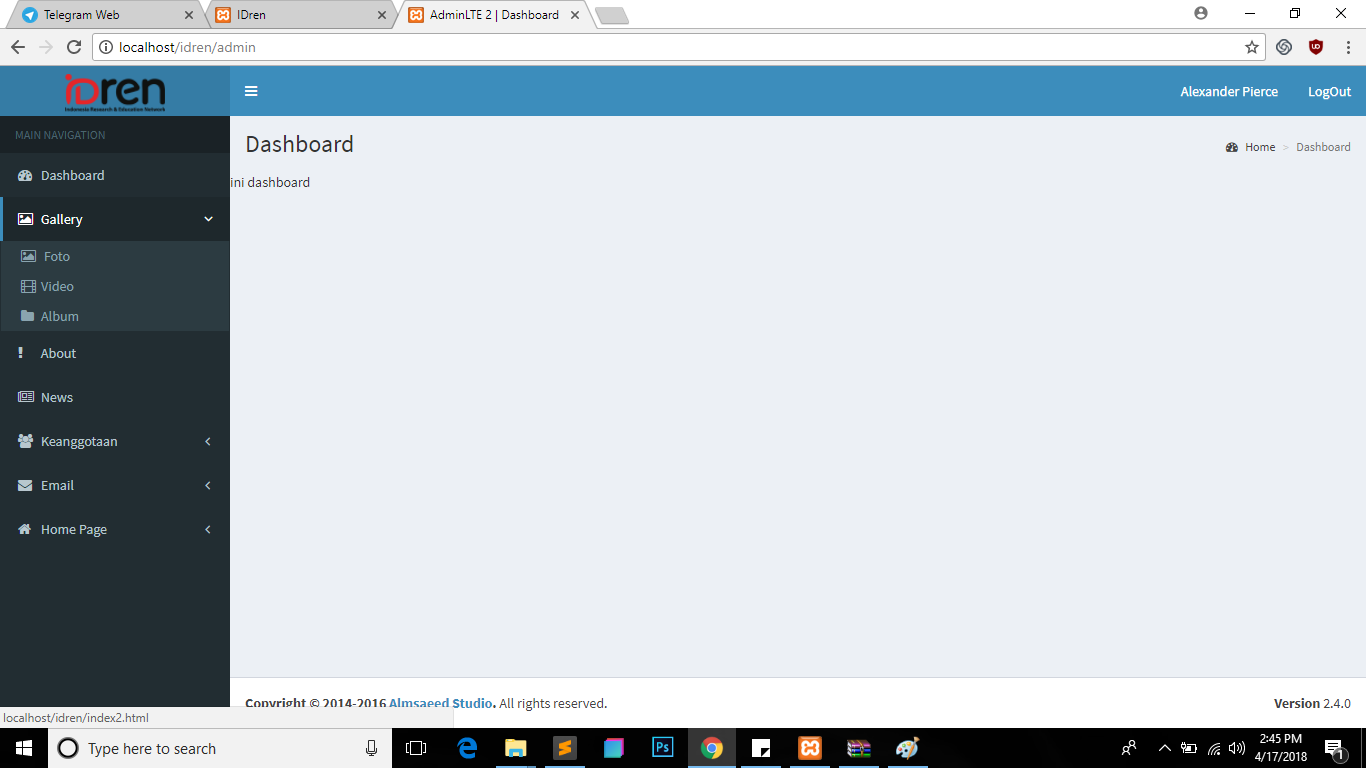 Telegram Web
IDren
AdminLTE 2 | Dashboard
localhost/idren/admin
iDren
Indonesia Research & Education Network
Alexander Pierce
LogOut
MAIN NAVIGATION
Dashboard
Gallery
Foto
Video
Album
About
News
Keanggotaan
Email
Home Page
Dashboard
Home > Dashboard
ini dashboard
Copyright © 2014-2016 Almsaeed Studio. All rights reserved.
Version 2.4.0
localhost/idren/index2.html
Type here to search
Ps
2:45 PM
4/17/2018
1